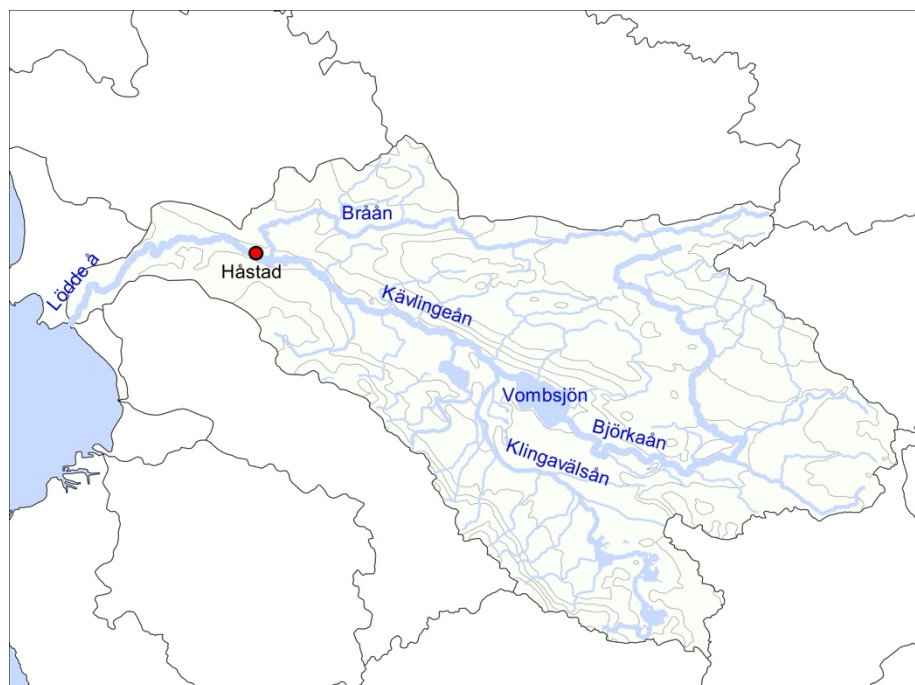 Bråån
Lödde å
Håstad
Kävlingeån
Vombsjön
Björkaån
Klingavälsån